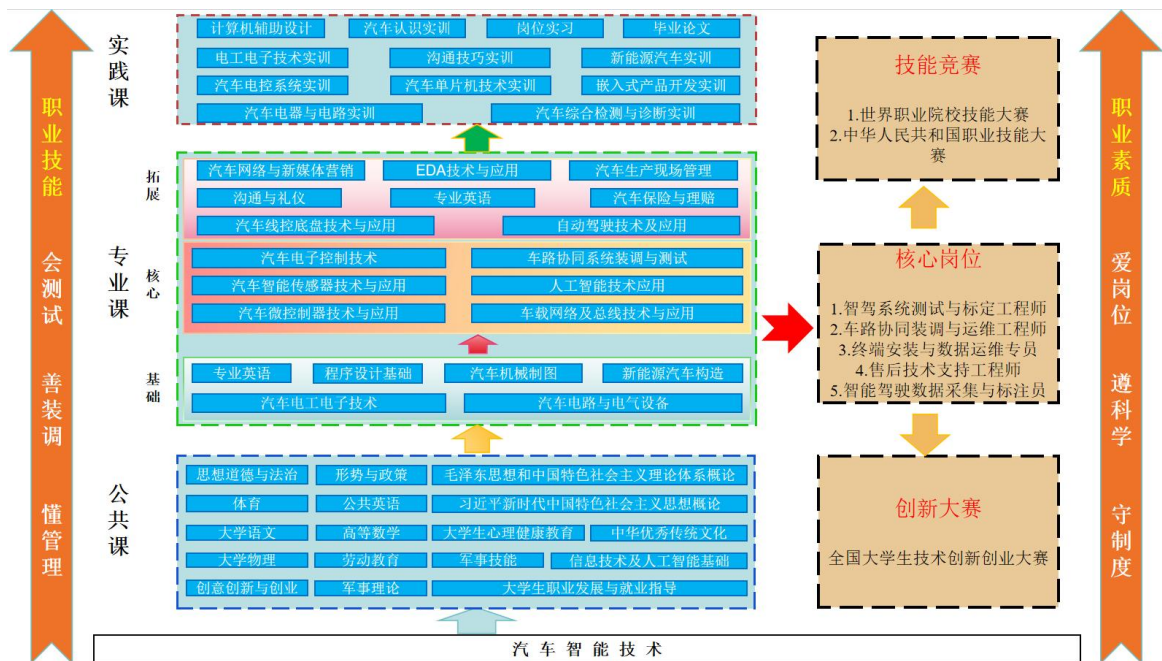 实践课
计算机辅助设计 汽车认识实训 岗位实习 毕业论文
电工电子技术实训 沟通技巧实训 新能源汽车实训
汽车电控系统实训 汽车单片机技术实训 嵌入式产品开发实训
汽车电器与电路实训 汽车综合检测与诊断实训
专业课
拓展
汽车网络与新媒体营销 EDA技术与应用 汽车生产现场管理
沟通与礼仪 专业英语 汽车保险与理赔
汽车线控底盘技术与应用 自动驾驶技术及应用
核心
汽车电子控制技术 车路协同系统装调与测试
汽车智能传感器技术与应用 人工智能技术应用
汽车微控制器技术与应用 车载网络及总线技术与应用
基础
专业英语 程序设计基础 汽车机械制图 新能源汽车构造
汽车电工电子技术 汽车电路与电气设备
公共课
思想道德与法治 形势与政策 毛泽东思想和中国特色社会主义理论体系概论
体育 公共英语 习近平新时代中国特色社会主义思想概论
大学语文 高等数学 大学生心理健康教育 中华优秀传统文化
大学物理 劳动教育 军事技能 信息技术及人工智能基础
创意创新与创业 军事理论 大学生职业发展与就业指导
汽车智能技术
职业技能
会测试
善装调
懂管理
技能竞赛
1.世界职业院校技能大赛
2.中华人民共和国职业技能大
赛
核心岗位
1.智驾系统测试与标定工程师
2.车路协同装调与运维工程师
3.终端安装与数据运维专员
4.售后技术支持工程师
5.智能驾驶数据采集与标注员
创新大赛
全国大学生技术创新创业大赛
职业素质
爱岗位
遵科学
守制度